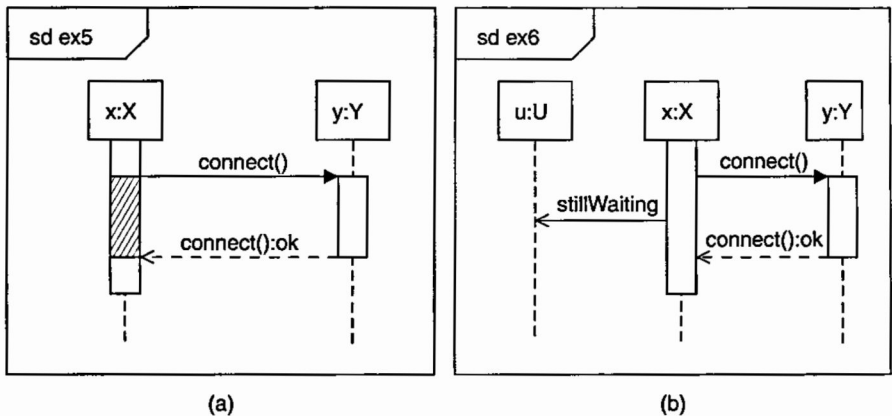 sd ex5
x:X
y:Y
connect()
connect():ok
(a)
sd ex6
u:U
x:X
y:Y
connect()
stillWaiting
connect():ok
(b)